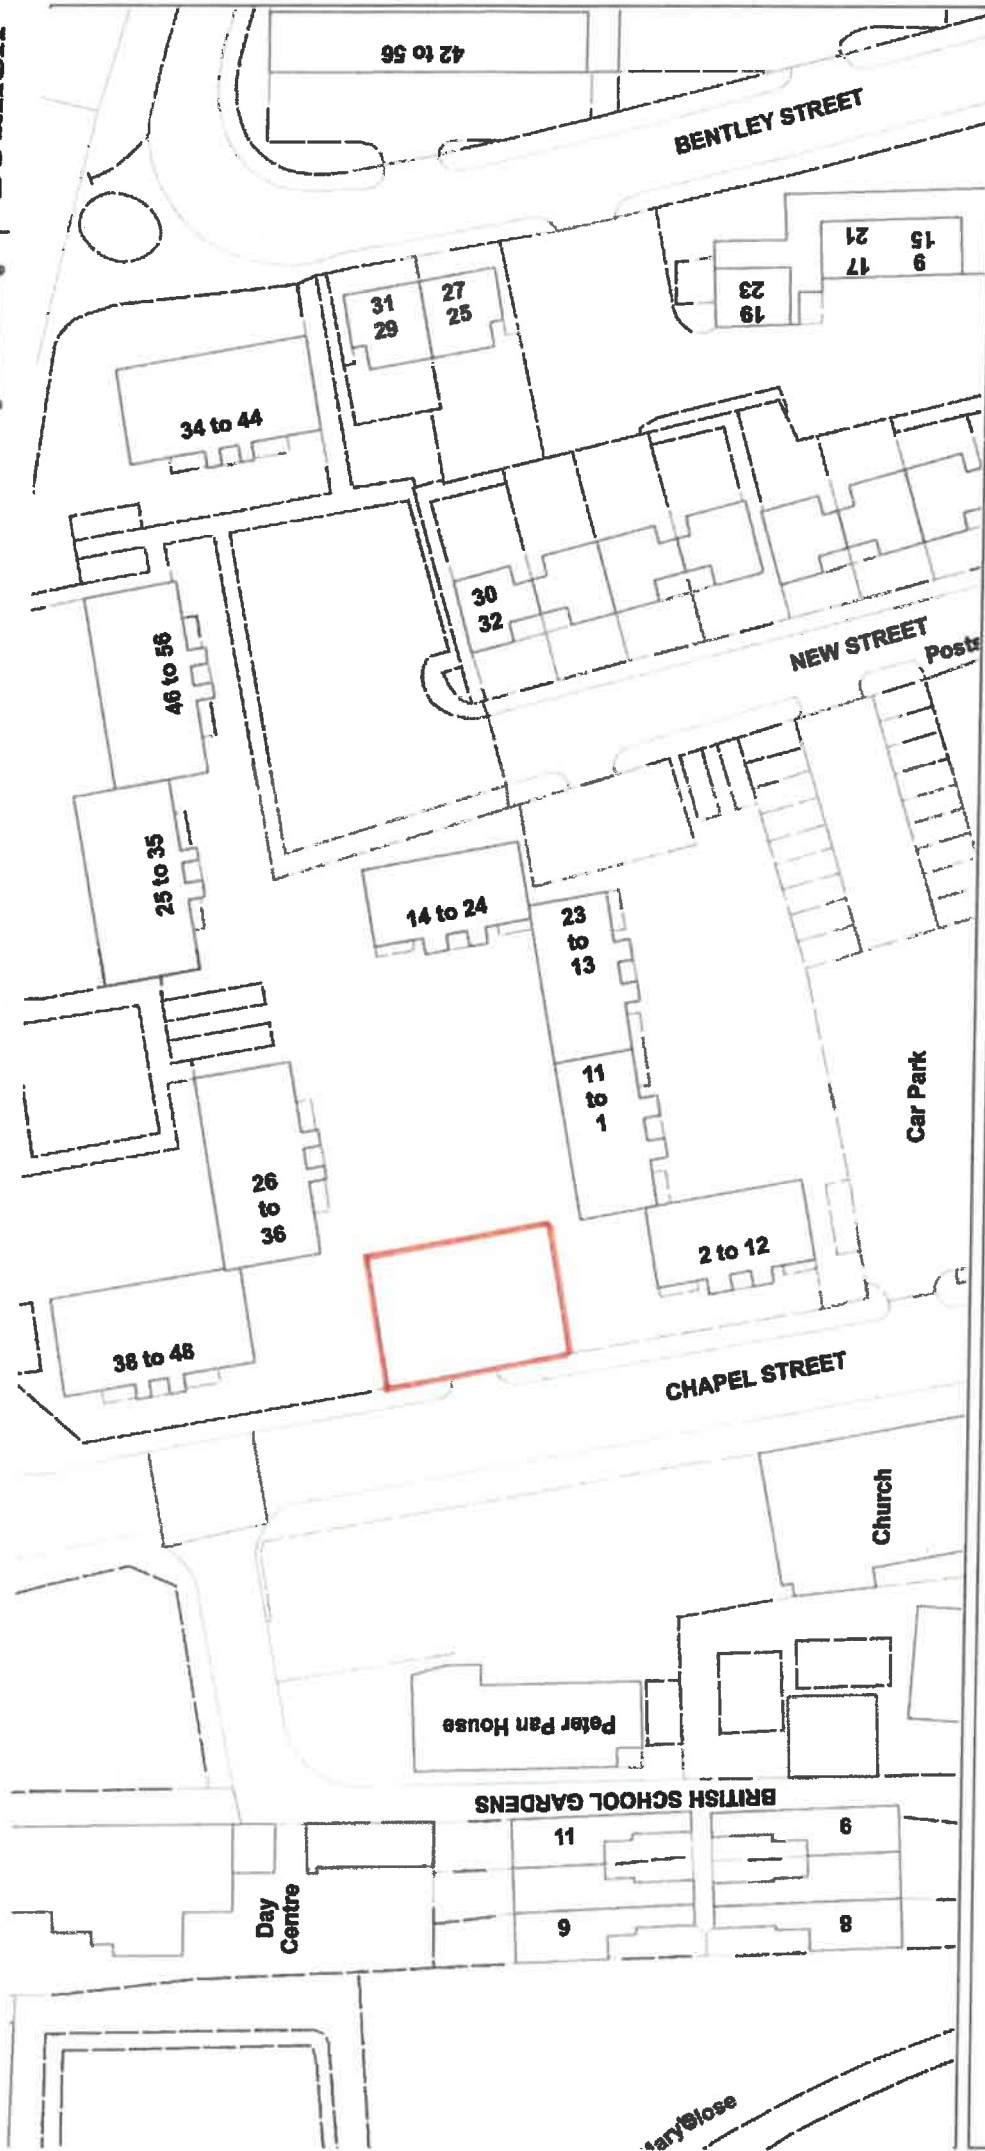 42 to 56
BENTLEY STREET
21
17
15
9
23
19
31
29
27
25
34 to 44
30
32
NEW STREET
Posts
46 to 56
25 to 35
14 to 24
23
to
13
11
to
1
Car Park
26
to
36
2 to 12
38 to 48
CHAPEL STREET
Church
Peter Pan House
BRITISH SCHOOL GARDENS
11
6
Day
Centre
9
8